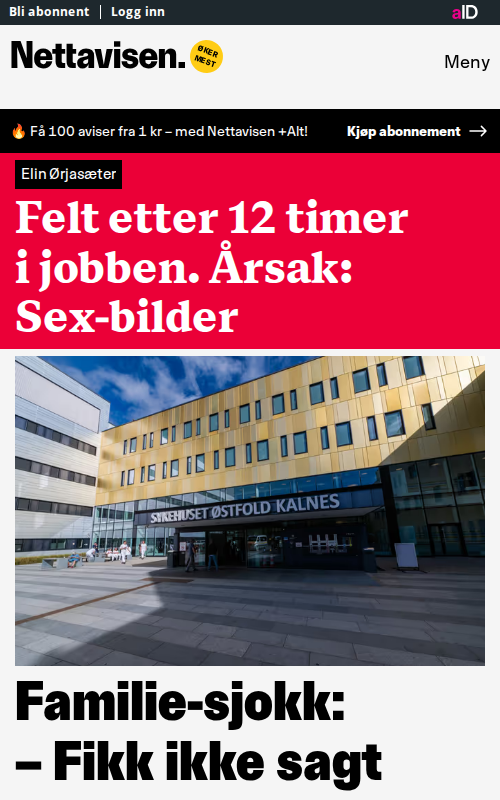 Bli abonnent | Logg inn
aID
Nettavisen.
ØKER
MEST
Meny
🔥 Få 100 aviser fra 1 kr – med Nettavisen +Alt!
Kjøp abonnement →
Elin Ørjasæter
Felt etter 12 timer
i jobben. Årsak:
Sex-bilder
SYKEHUSET ØSTFOLD KALNES
Familie-sjokk:
– Fikk ikke sagt